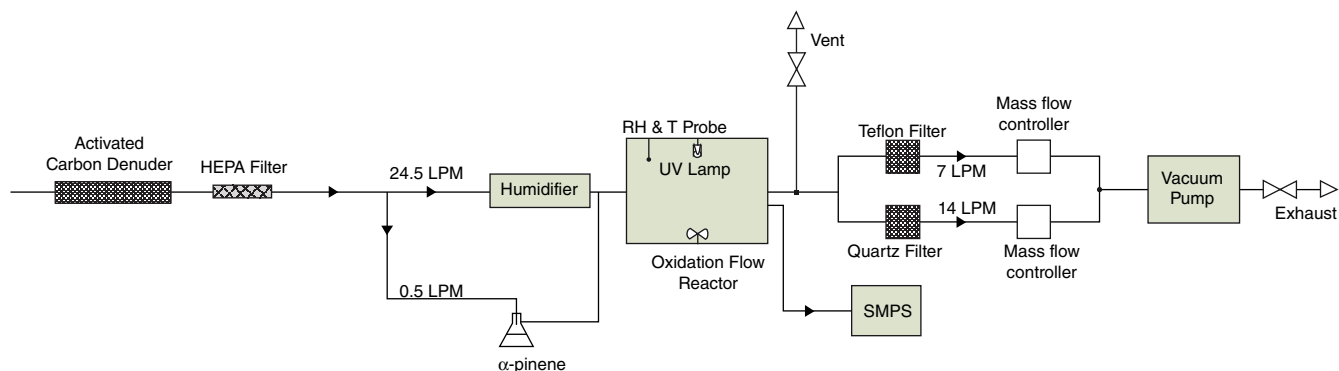 Activated
Carbon Denuder
HEPA Filter
24.5 LPM
0.5 LPM
α-pinene
Humidifier
RH & T Probe
UV Lamp
Oxidation Flow
Reactor
Vent
SMPS
Teflon Filter
7 LPM
Mass flow
controller
14 LPM
Quartz Filter
Mass flow
controller
Vacuum
Pump
Exhaust